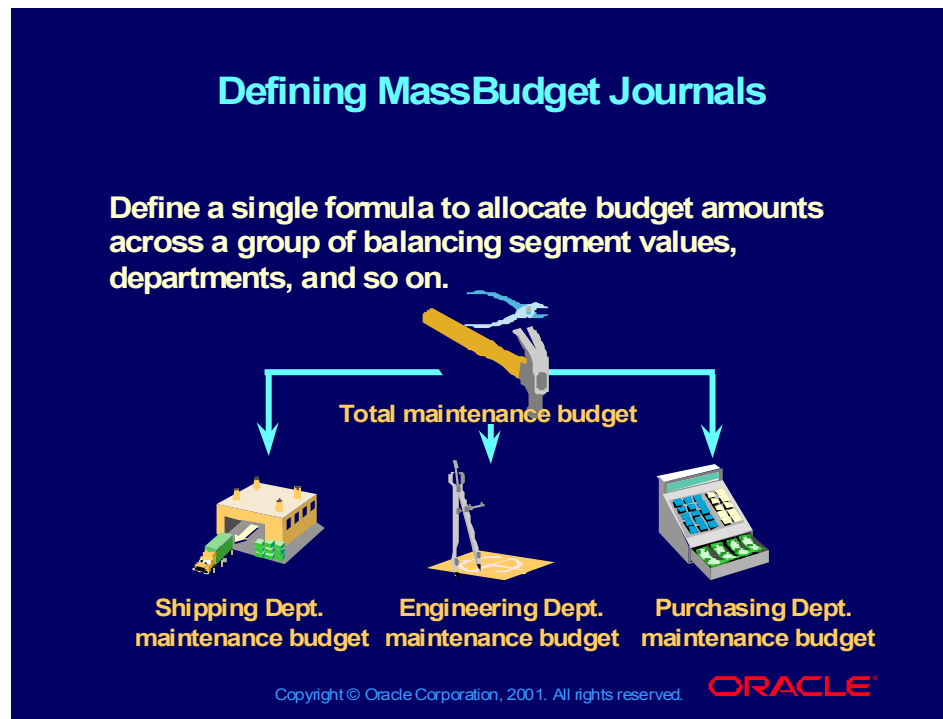 Defining MassBudget Journals
Define a single formula to allocate budget amounts
across a group of balancing segment values,
departments, and so on.
Total maintenance budget
Shipping Dept.
maintenance budget
Engineering Dept.
maintenance budget
Purchasing Dept.
maintenance budget
Copyright © Oracle Corporation, 2001. All rights reserved.
ORACLE®